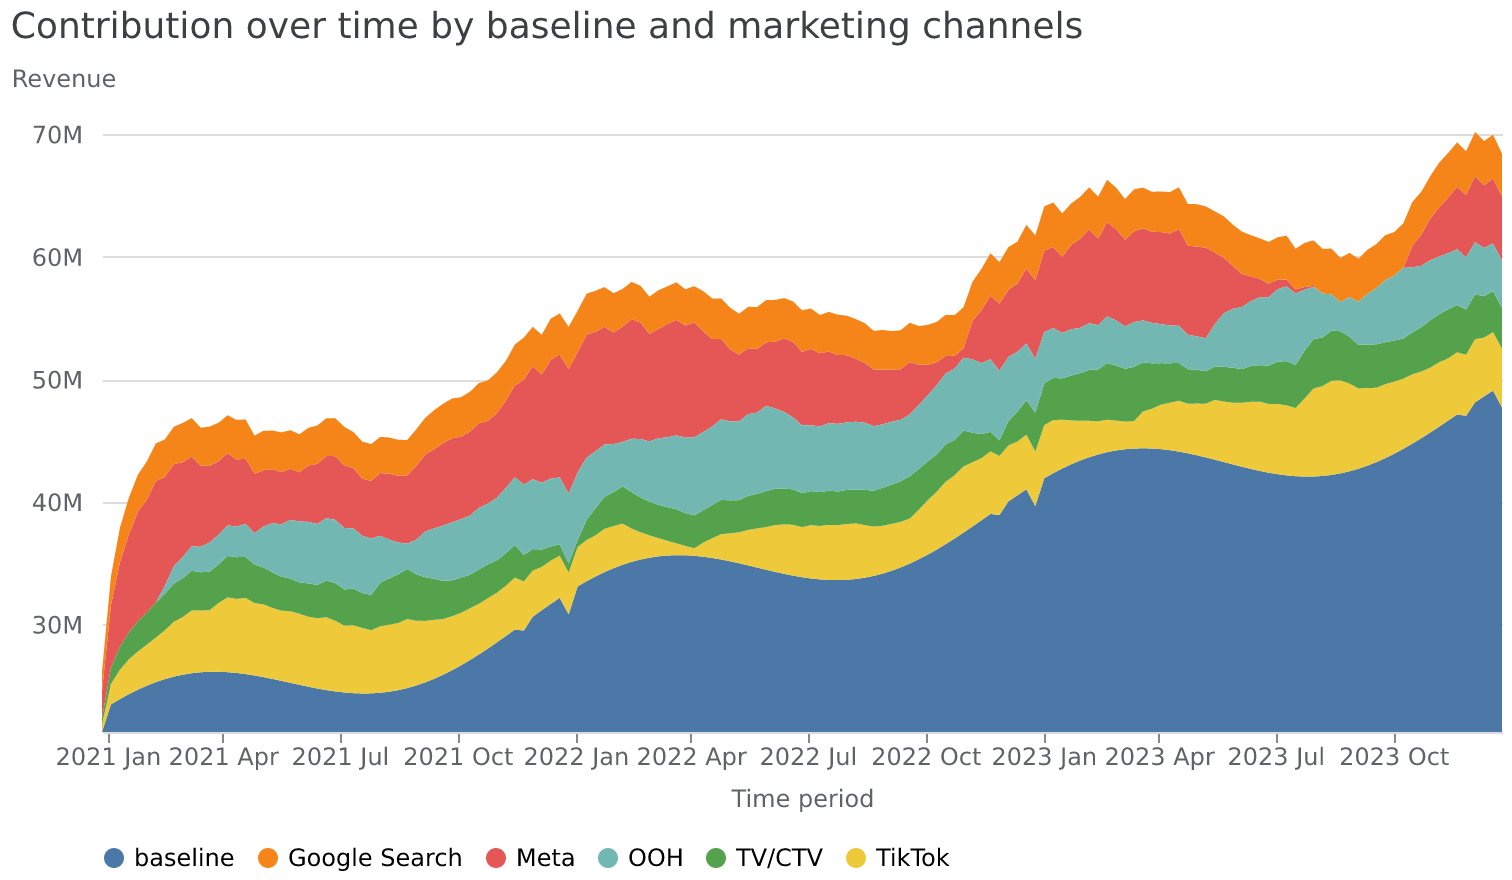 Contribution over time by baseline and marketing channels
Revenue
70M
60M
50M
40M
30M
2021 Jan 2021 Apr 2021 Jul 2021 Oct 2022 Jan 2022 Apr 2022 Jul 2022 Oct 2023 Jan 2023 Apr 2023 Jul 2023 Oct
Time period
baseline Google Search Meta OOH TV/CTV TikTok